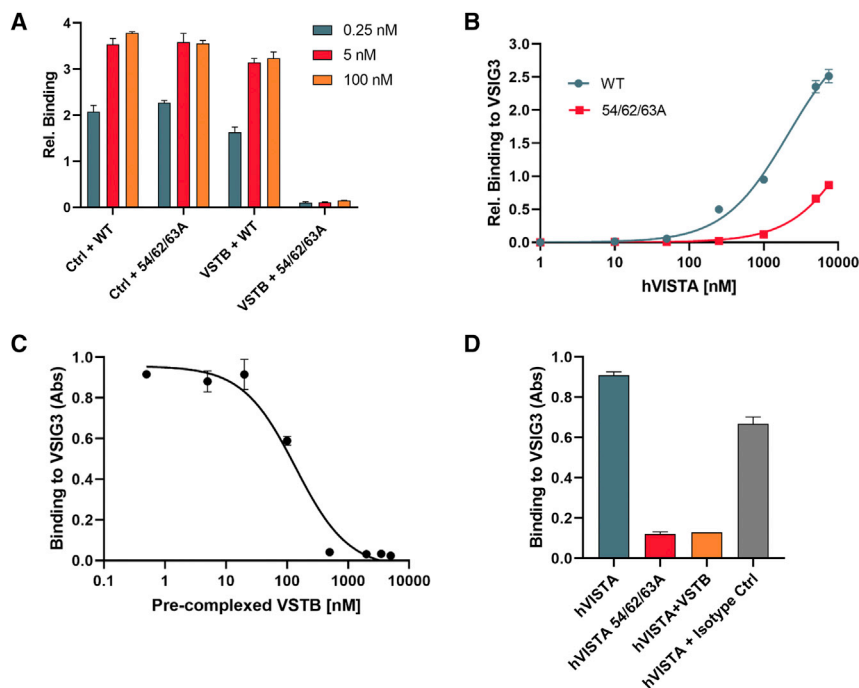 A
Rel. Binding
4
3
2
1
0
0.25 nM
5 nM
100 nM
Ctrl + WT
Ctrl + 54/62/63A
VSTB + WT
VSTB + 54/62/63A
B
Rel. Binding to VSIG3
3.0
2.5
2.0
1.5
1.0
0.5
0.0
WT
54/62/63A
1
10
100
1000
10000
hVISTA [nM]
C
Binding to VSIG3 (Abs)
1.0
0.8
0.6
0.4
0.2
0.0
0.1
1
10
100
1000
10000
Pre-complexed VSTB [nM]
D
Binding to VSIG3 (Abs)
1.0
0.8
0.6
0.4
0.2
0.0
hVISTA
hVISTA 54/62/63A
hVISTA+VSTB
hVISTA + Isotype Ctrl